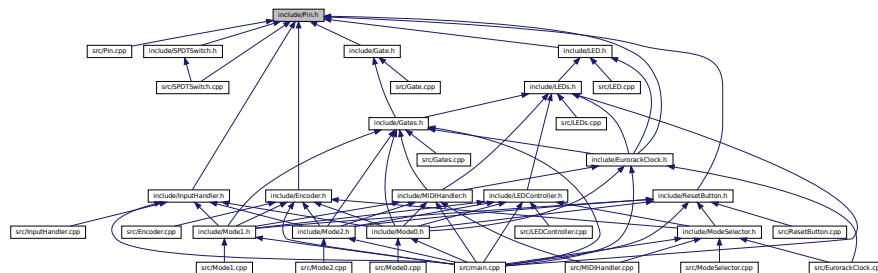 include/Pin.h
src/Pin.cpp
include/SPDTSwitch.h
include/Gate.h
include/LED.h
src/SPDTSwitch.cpp
src/Gate.cpp
include/LEDs.h
src/LED.cpp
include/Gates.h
src/LEDs.cpp
src/Gates.cpp
include/EurorackClock.h
include/InputHandler.h
include/Encoder.h
include/MIDIHandler.h
include/LEDController.h
include/ResetButton.h
src/InputHandler.cpp
src/Encoder.cpp
include/Mode1.h
include/Mode2.h
include/Mode0.h
src/LEDController.cpp
include/ModeSelector.h
src/ResetButton.cpp
src/Mode1.cpp
src/Mode2.cpp
src/Mode0.cpp
src/main.cpp
src/MIDIHandler.cpp
src/ModeSelector.cpp
src/EurorackClock.cp